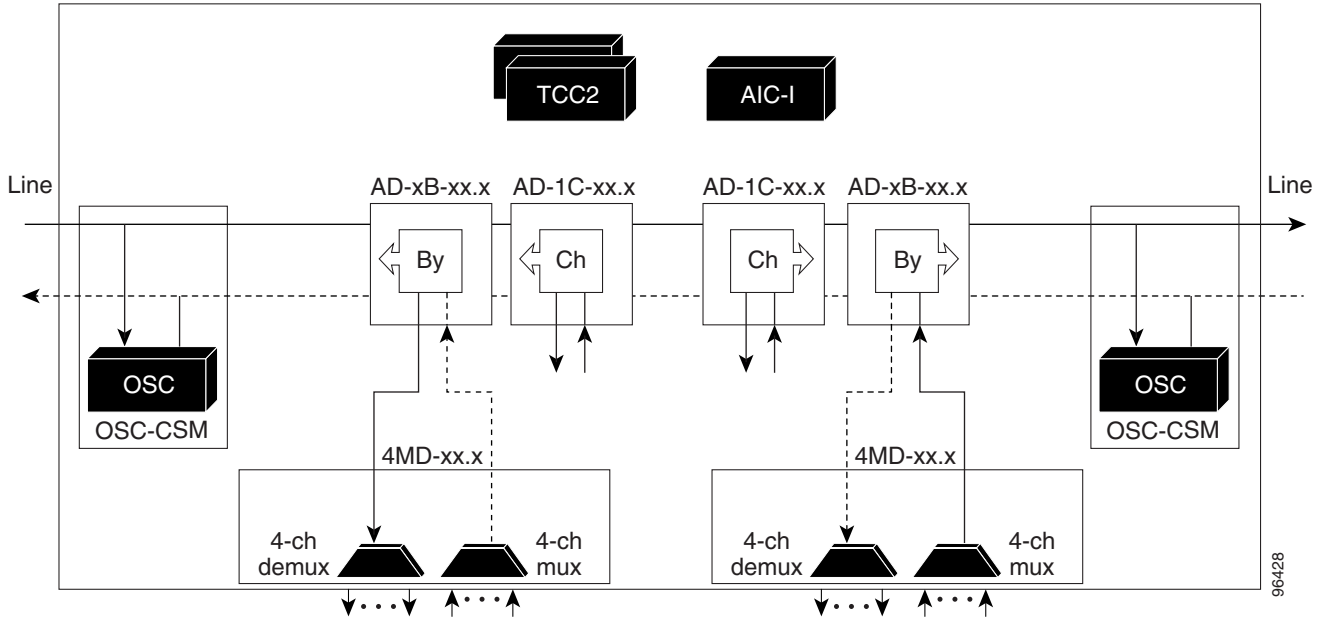 TCC2
AIC-I
Line
AD-xB-xx.x
AD-1C-xx.x
AD-1C-xx.x
AD-xB-xx.x
Line
By
Ch
Ch
By
OSC
OSC-CSM
OSC
OSC-CSM
4MD-xx.x
4MD-xx.x
4-ch
demux
4-ch
mux
4-ch
demux
4-ch
mux
96428